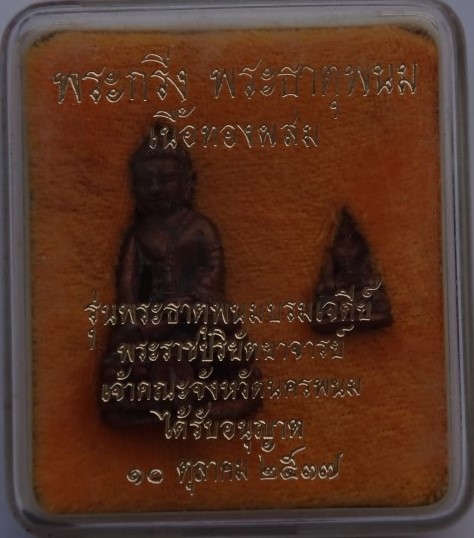 พระกริ่ง พระธาตุพนม
เนื้อทองผสม
รุ่นพระธาตุพนมบรมเจดีย์
พระราชปริยัตยาจารย์
เจ้าคณะจังหวัดนครพนม
ได้รับอนุญาต
๑๐ ตุลาคม ๒๕๓๗